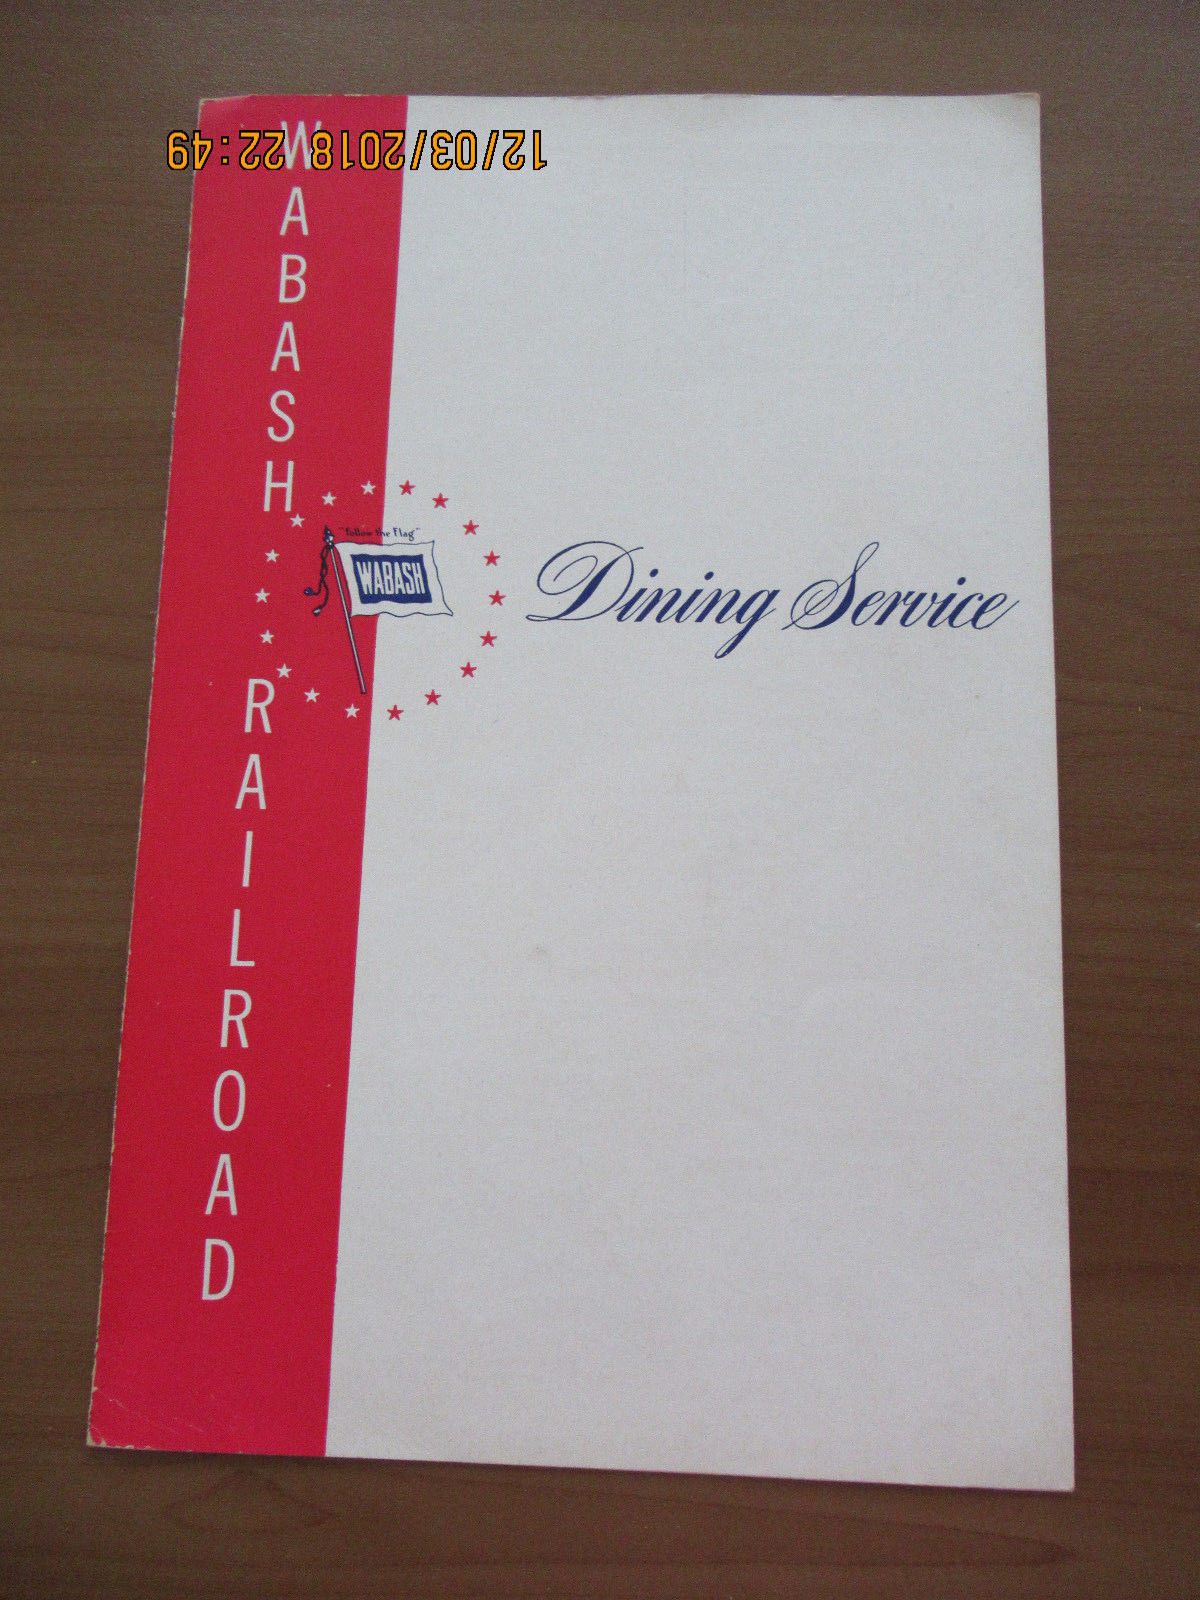 12/03/2018 22:49
WABASH RAILROAD
"Follow the Flag"
WABASH
Dining Service